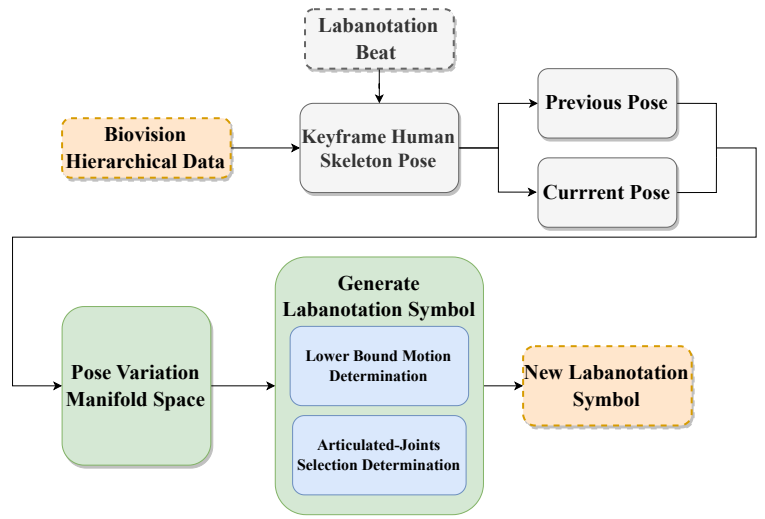 Labanotation
Beat
Biovision
Hierarchical Data
Keyframe Human
Skeleton Pose
Previous Pose
Currrent Pose
Pose Variation
Manifold Space
Generate
Labanotation Symbol
Lower Bound Motion
Determination
Articulated-Joints
Selection Determination
New Labanotation
Symbol